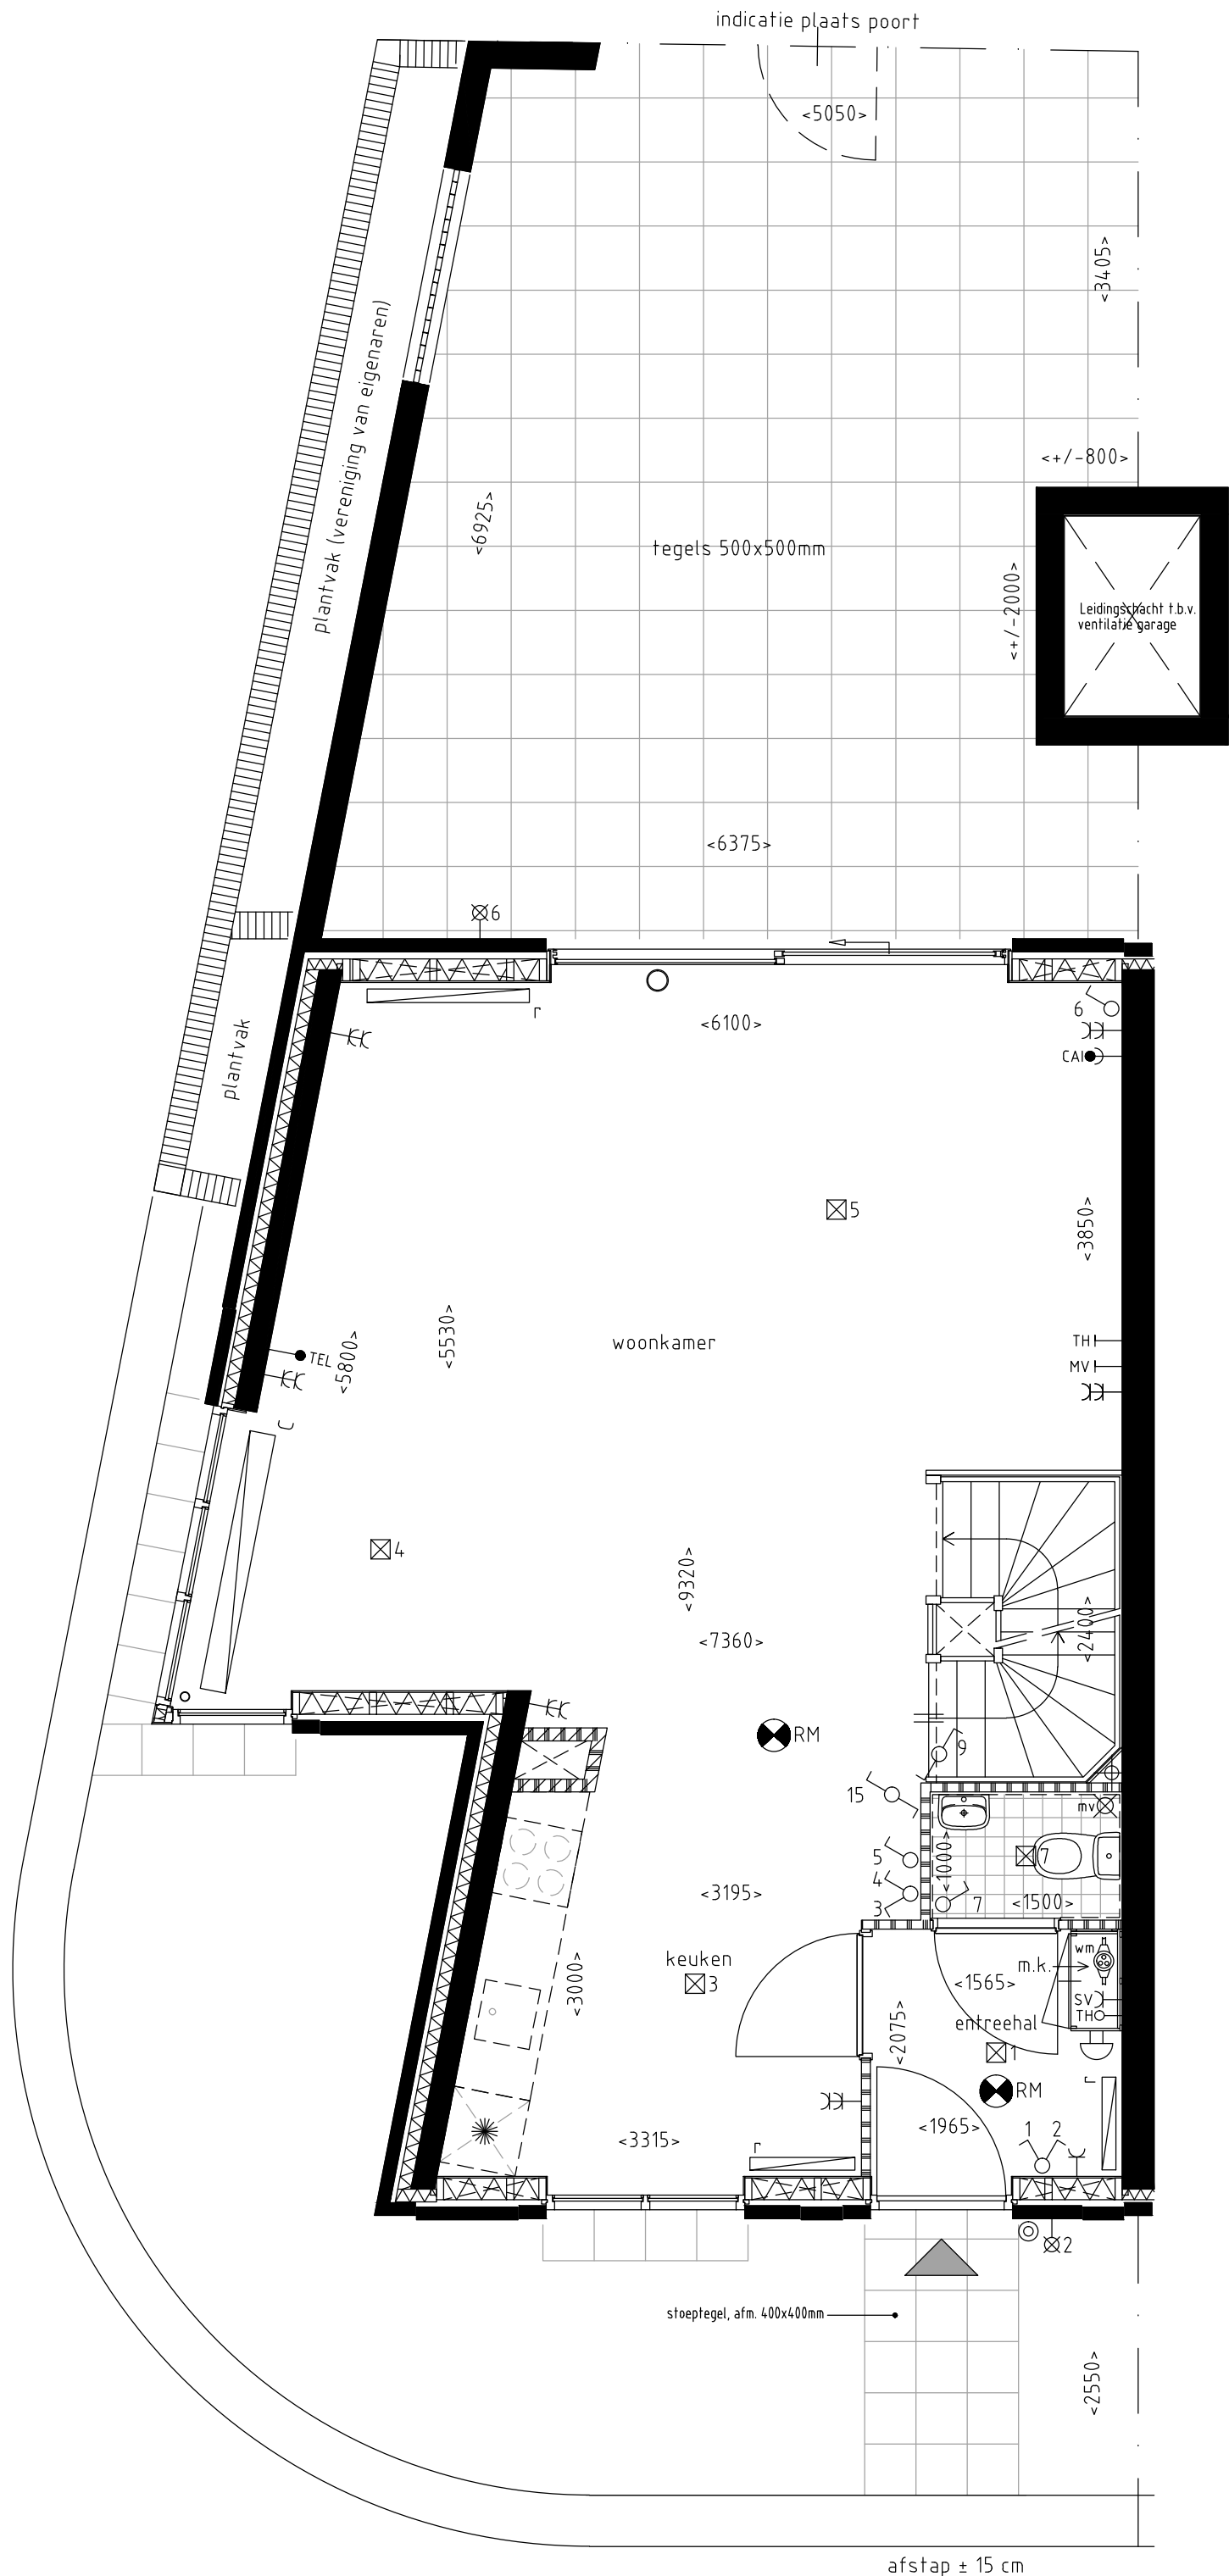 indicatie plaats poort
<5050>
<3405>
plantvak (vereniging van eigenaren)
<+/-800>
<6925>
tegels 500x500mm
<+/-2000>
Leidingschacht t.b.v.
ventilatie garage
<6375>
6
r
<6100>
6
CAI
plantvak
5
<3850>
<5530>
woonkamer
TH
MV
TEL
<5800>
4
<9320>
<7360>
<2400>
RM
9
15
mv
5
<1000>
7
4
3
7
<1500>
<3195>
keuken
3
<3000>
wm
m.k.
<1565>
SV
TH
entreehal
<2075>
1
RM
r
<1965>
1 2
<3315>
r
2
stoeptegel, afm. 400x400mm
<2550>
afstap ± 15 cm